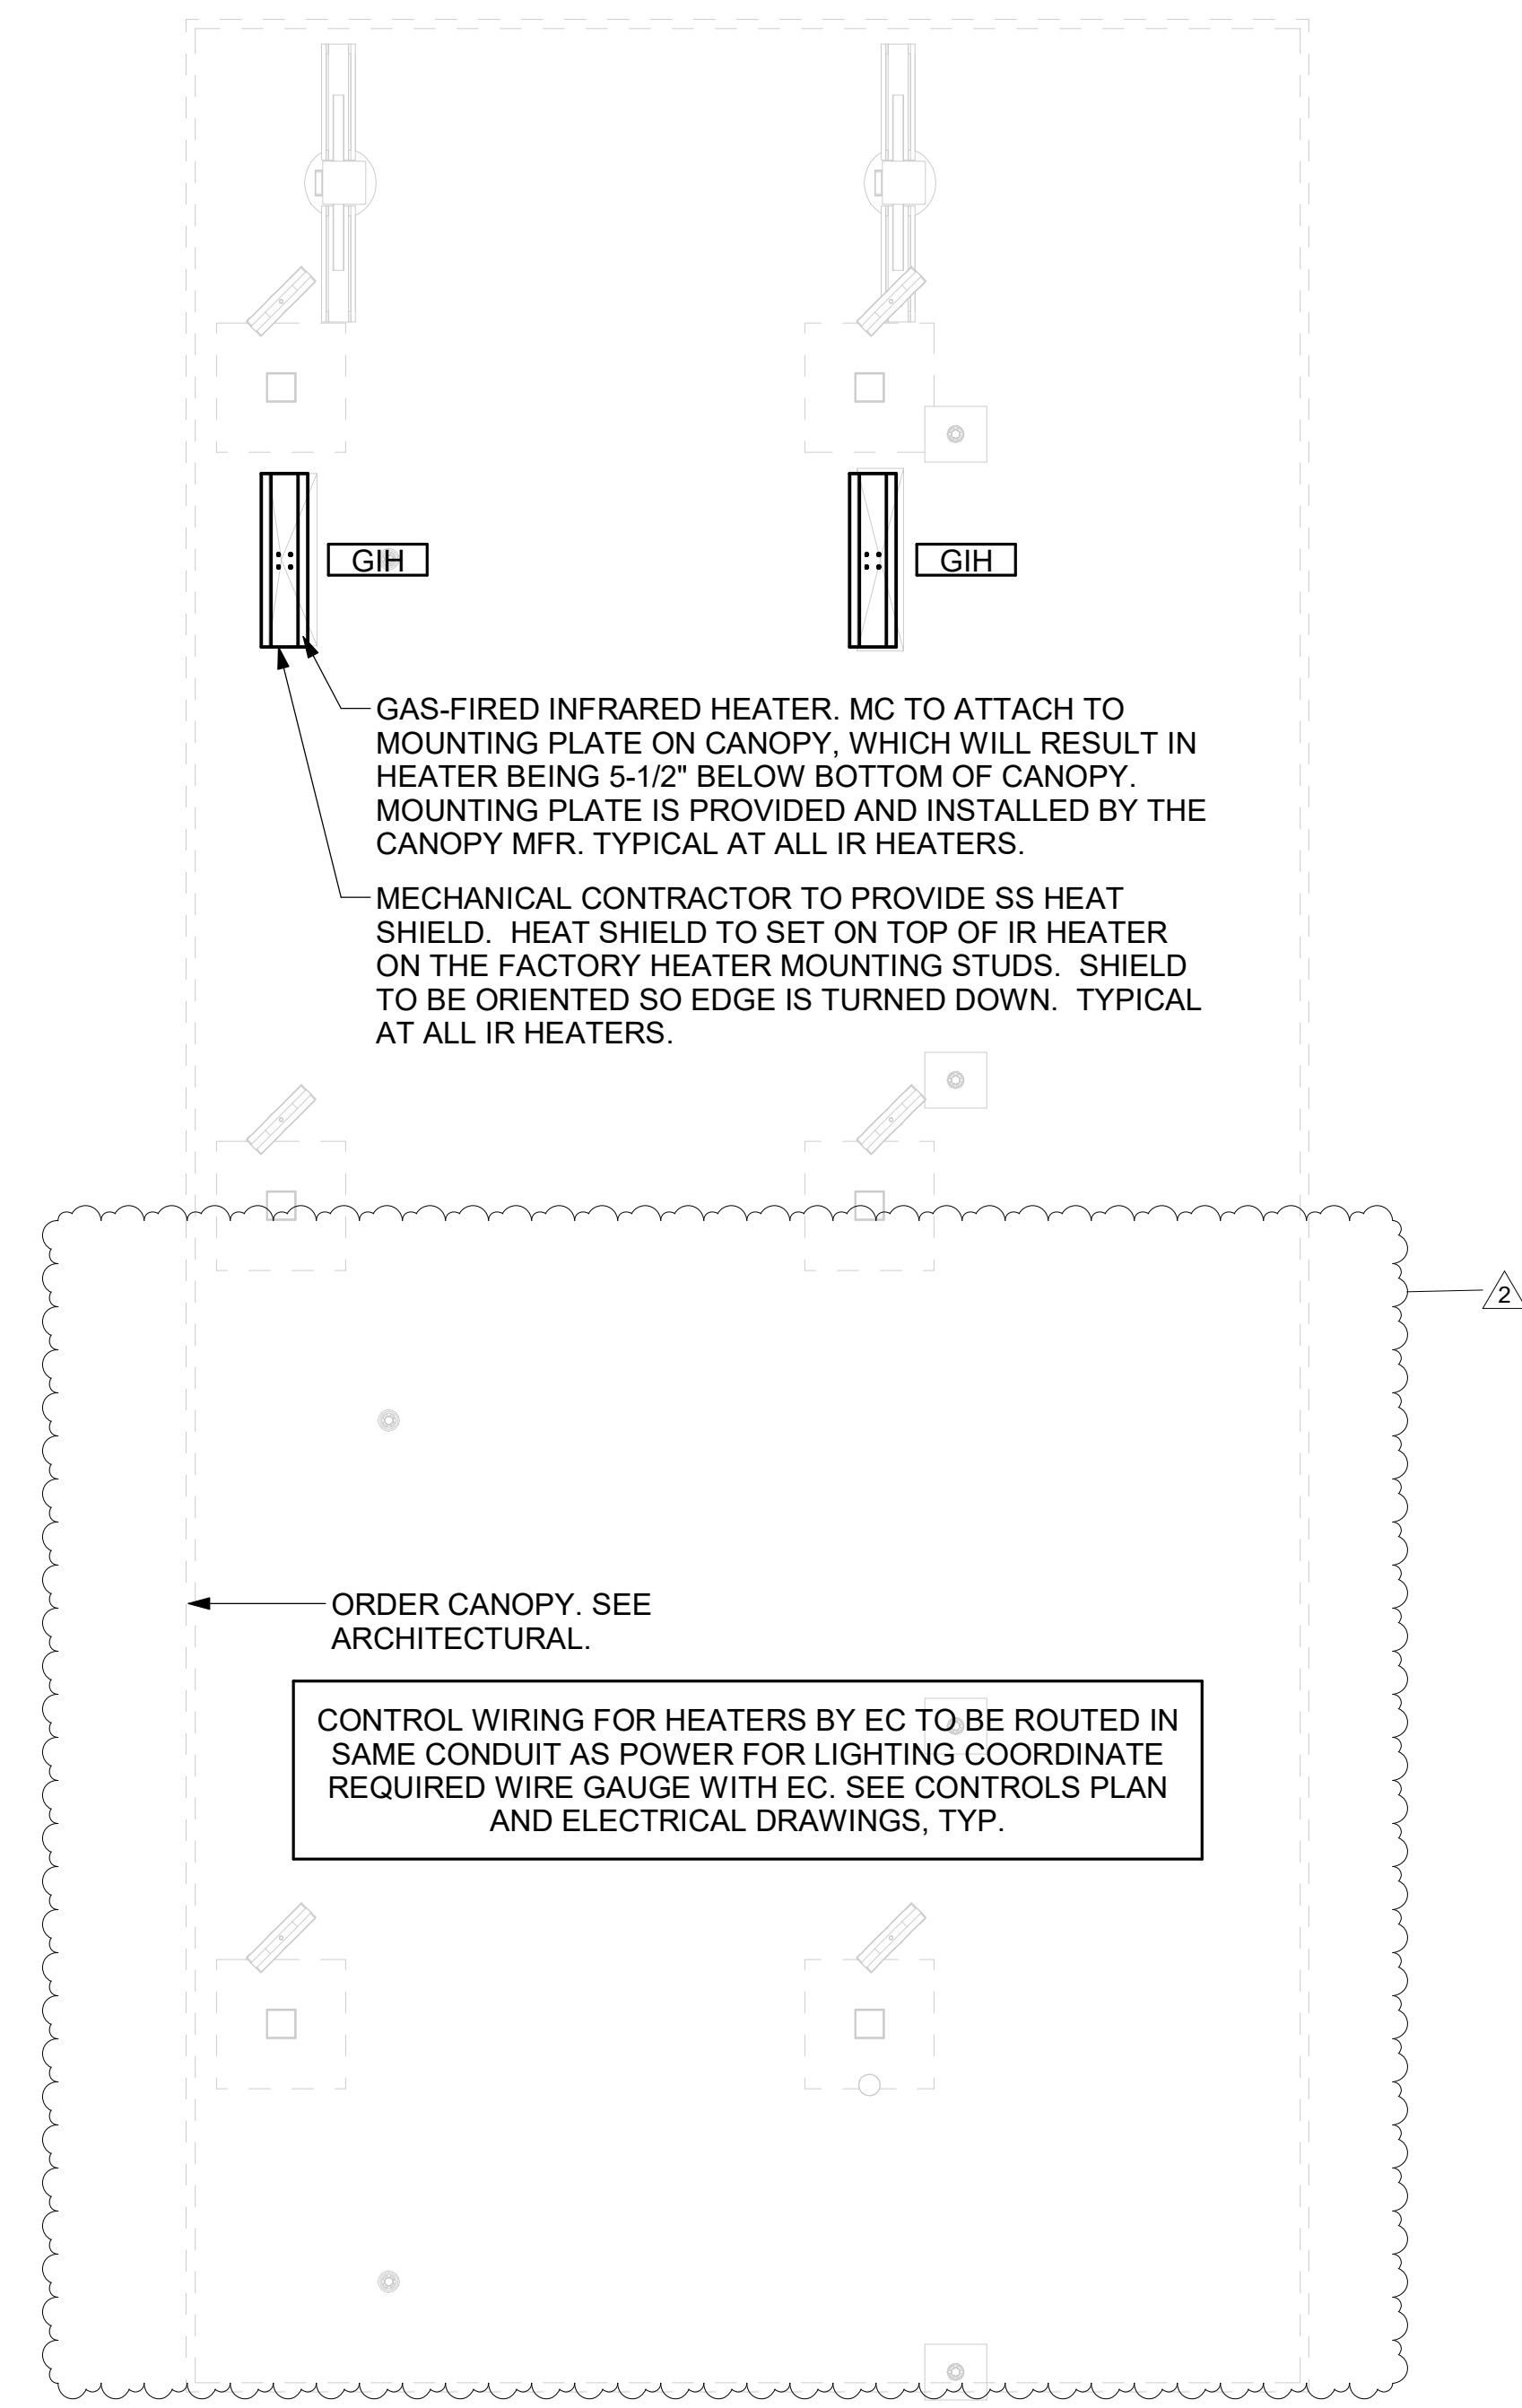 GIH
GIH
GAS-FIRED INFRARED HEATER. MC TO ATTACH TO
MOUNTING PLATE ON CANOPY, WHICH WILL RESULT IN
HEATER BEING 5-1/2" BELOW BOTTOM OF CANOPY.
MOUNTING PLATE IS PROVIDED AND INSTALLED BY THE
CANOPY MFR. TYPICAL AT ALL IR HEATERS.
MECHANICAL CONTRACTOR TO PROVIDE SS HEAT
SHIELD.  HEAT SHIELD TO SET ON TOP OF IR HEATER
ON THE FACTORY HEATER MOUNTING STUDS.  SHIELD
TO BE ORIENTED SO EDGE IS TURNED DOWN.  TYPICAL
AT ALL IR HEATERS.
2
ORDER CANOPY. SEE
ARCHITECTURAL.
CONTROL WIRING FOR HEATERS BY EC TO BE ROUTED IN
SAME CONDUIT AS POWER FOR LIGHTING COORDINATE
REQUIRED WIRE GAUGE WITH EC. SEE CONTROLS PLAN
AND ELECTRICAL DRAWINGS, TYP.